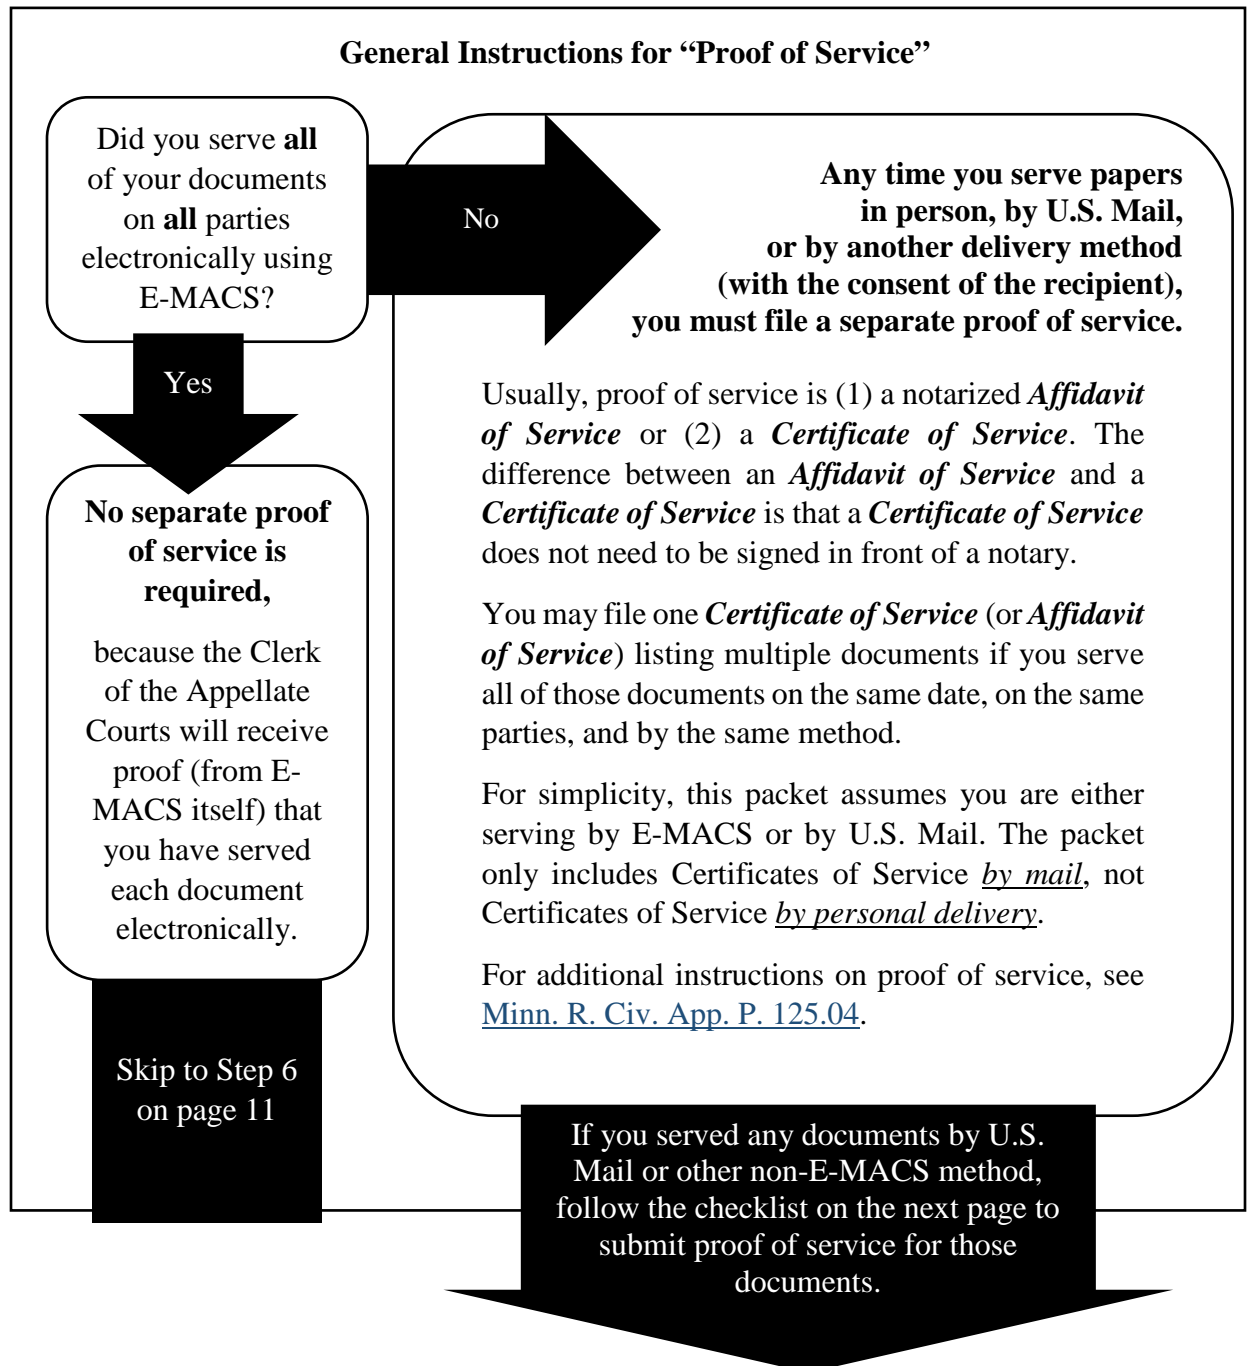 General Instructions for “Proof of Service”
Did you serve all
of your documents
on all parties
electronically using
E-MACS?
No
Yes
No separate proof
of service is
required,
because the Clerk
of the Appellate
Courts will receive
proof (from E-
MACS itself) that
you have served
each document
electronically.
Skip to Step 6
on page 11
Any time you serve papers
in person, by U.S. Mail,
or by another delivery method
(with the consent of the recipient),
you must file a separate proof of service.
Usually, proof of service is (1) a notarized Affidavit
of Service or (2) a Certificate of Service. The
difference between an Affidavit of Service and a
Certificate of Service is that a Certificate of Service
does not need to be signed in front of a notary.
You may file one Certificate of Service (or Affidavit
of Service) listing multiple documents if you serve
all of those documents on the same date, on the same
parties, and by the same method.
For simplicity, this packet assumes you are either
serving by E-MACS or by U.S. Mail. The packet
only includes Certificates of Service by mail, not
Certificates of Service by personal delivery.
For additional instructions on proof of service, see
Minn. R. Civ. App. P. 125.04.
If you served any documents by U.S.
Mail or other non-E-MACS method,
follow the checklist on the next page to
submit proof of service for those
documents.